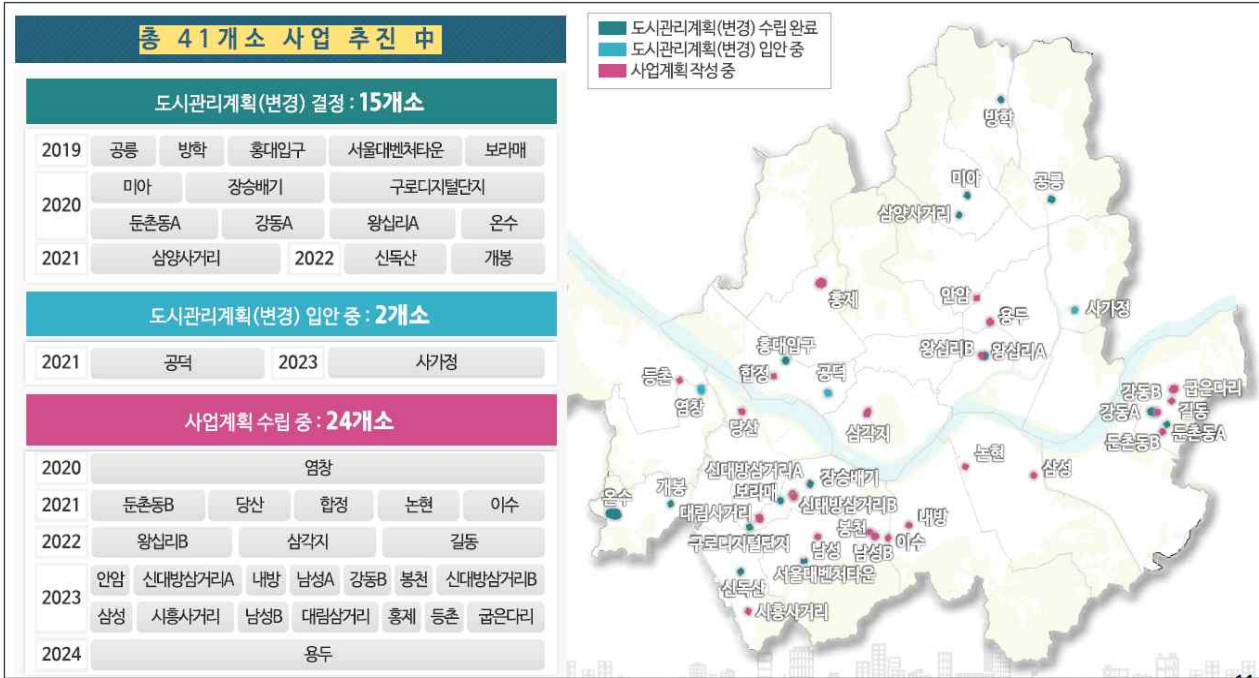 총 41개소 사업 추진 中
도시관리계획(변경) 결정 : 15개소
2019 공릉 방학 홍대입구 서울대벤처타운 보라매
2020 미아 장승배기 구로디지털단지
둔촌동A 강동A 왕십리A 온수
2021 삼양사거리 2022 신독산 개봉
도시관리계획(변경) 입안 중 : 2개소
2021 공덕 2023 사가정
사업계획 수립 중 : 24개소
2020 염창
2021 둔촌동B 당산 합정 논현 이수
2022 왕십리B 삼각지 길동
2023 안암 신대방삼거리A 내방 남성A 강동B 봉천 신대방삼거리B
삼성 시흥사거리 남성B 대림삼거리 홍제 등촌 굽은다리
2024 용두
도시관리계획(변경) 수립 완료
도시관리계획(변경) 입안 중
사업계획 작성 중
방학
미아
공릉
삼양사거리
홍제
안암
용두
사가정
홍대입구
왕십리B
왕십리A
합정
공덕
등촌
염창
당산
삼각지
강동B
굽은다리
강동A
길동
둔촌동B
둔촌동A
논현
삼성
신대방삼거리A
장승배기
온수
개봉
보라매
신대방삼거리B
대림사거리
구로디지털단지
봉천
내방
남성
남성B
이수
서울대벤처타운
신독산
시흥사거리